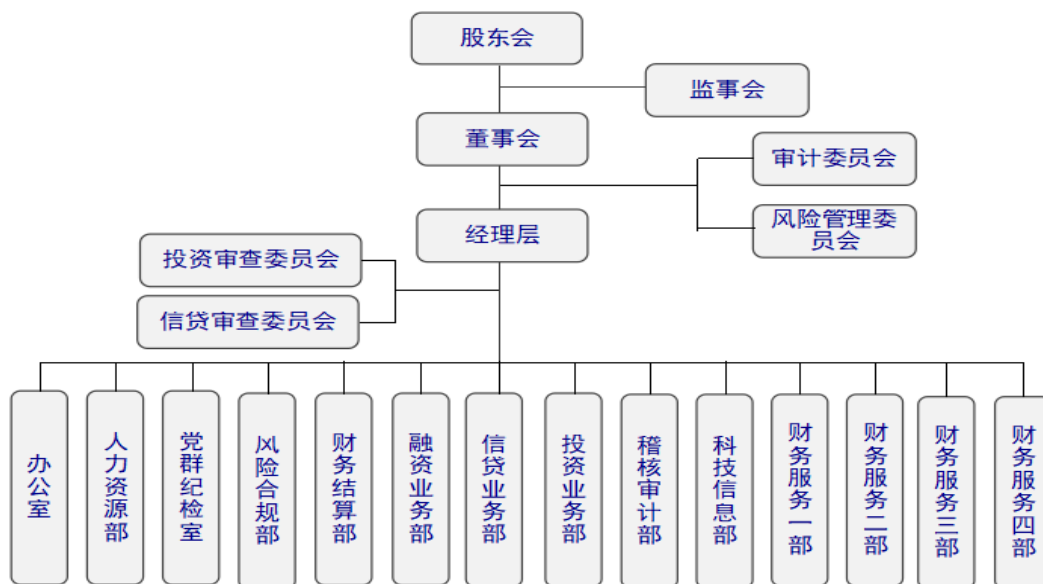 股东会
监事会
董事会
审计委员会
风险管理委
员会
经理层
投资审查委员会
信贷审查委员会
办公室
人力资源部
党群纪检室
风险合规部
财务结算部
融资业务部
信贷业务部
投资业务部
稽核审计部
科技信息部
财务服务一部
财务服务二部
财务服务三部
财务服务四部